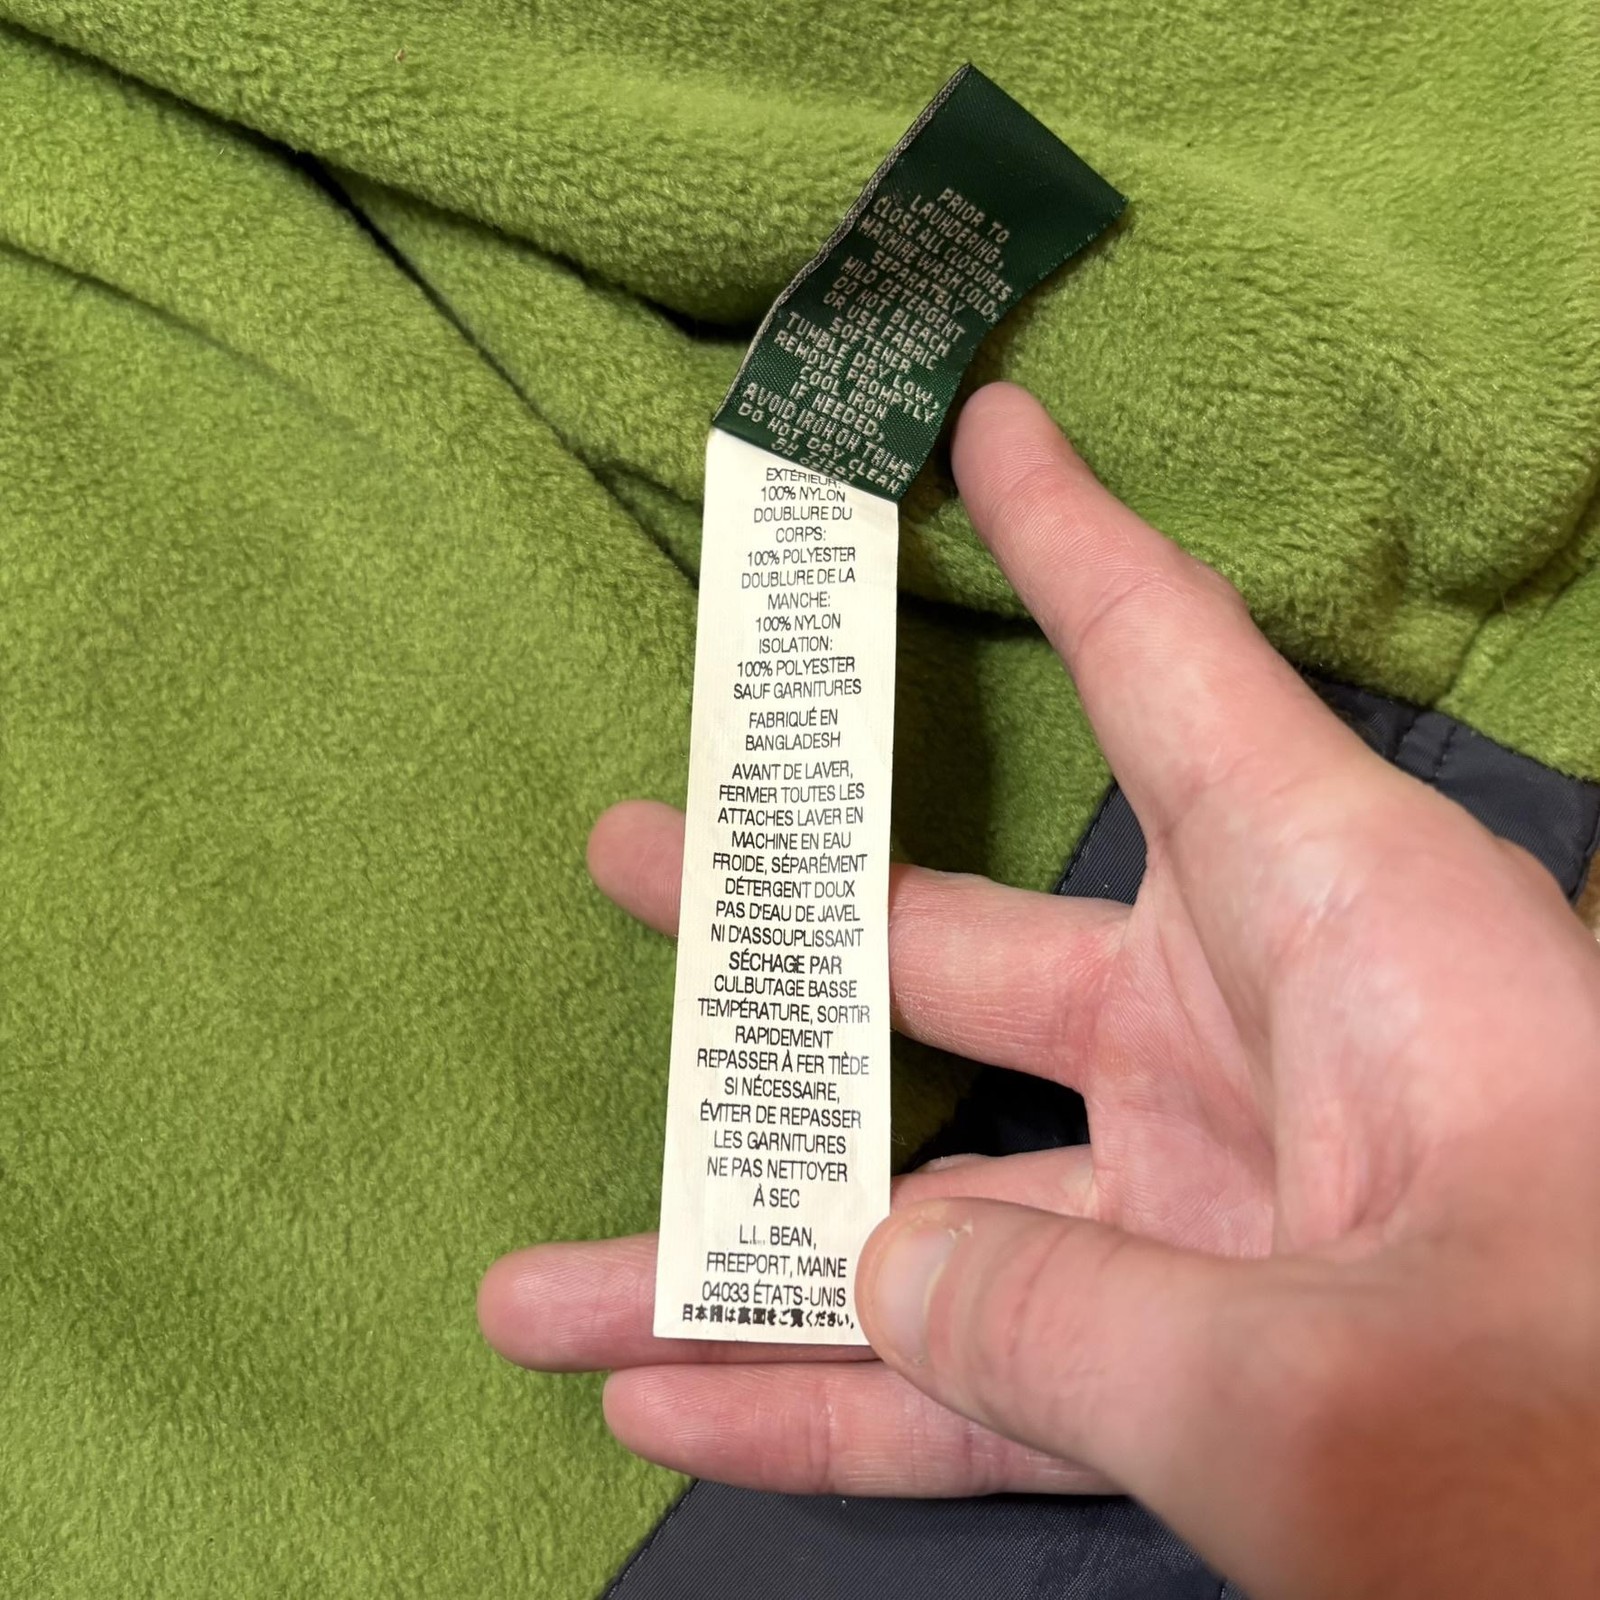 PRIOR TO
LAUNDERING,
CLOSE ALL CLOSURES
MACHINE WASH COLD,
SEPARATELY
MILD DETERGENT
DO NOT BLEACH
OR USE FABRIC
SOFTENER
TUMBLE DRY LOW,
REMOVE PROMPTLY
COOL IRON
IF NEEDED,
AVOID IRON ON TRIMS
DO NOT DRY CLEAN
EXTÉRIEUR:
100% NYLON
DOUBLURE DU
CORPS:
100% POLYESTER
DOUBLURE DE LA
MANCHE:
100% NYLON
ISOLATION:
100% POLYESTER
SAUF GARNITURES
FABRIQUÉ EN
BANGLADESH
AVANT DE LAVER,
FERMER TOUTES LES
ATTACHES LAVER EN
MACHINE EN EAU
FROIDE, SÉPARÉMENT
DÉTERGENT DOUX
PAS D'EAU DE JAVEL
NI D'ASSOUPLISSANT
SÉCHAGE PAR
CULBUTAGE BASSE
TEMPÉRATURE, SORTIR
RAPIDEMENT
REPASSER À FER TIÈDE
SI NÉCESSAIRE,
ÉVITER DE REPASSER
LES GARNITURES
NE PAS NETTOYER
À SEC
L.L. BEAN,
FREEPORT, MAINE
04033 ÉTATS-UNIS
日本語は裏面をご覧ください。